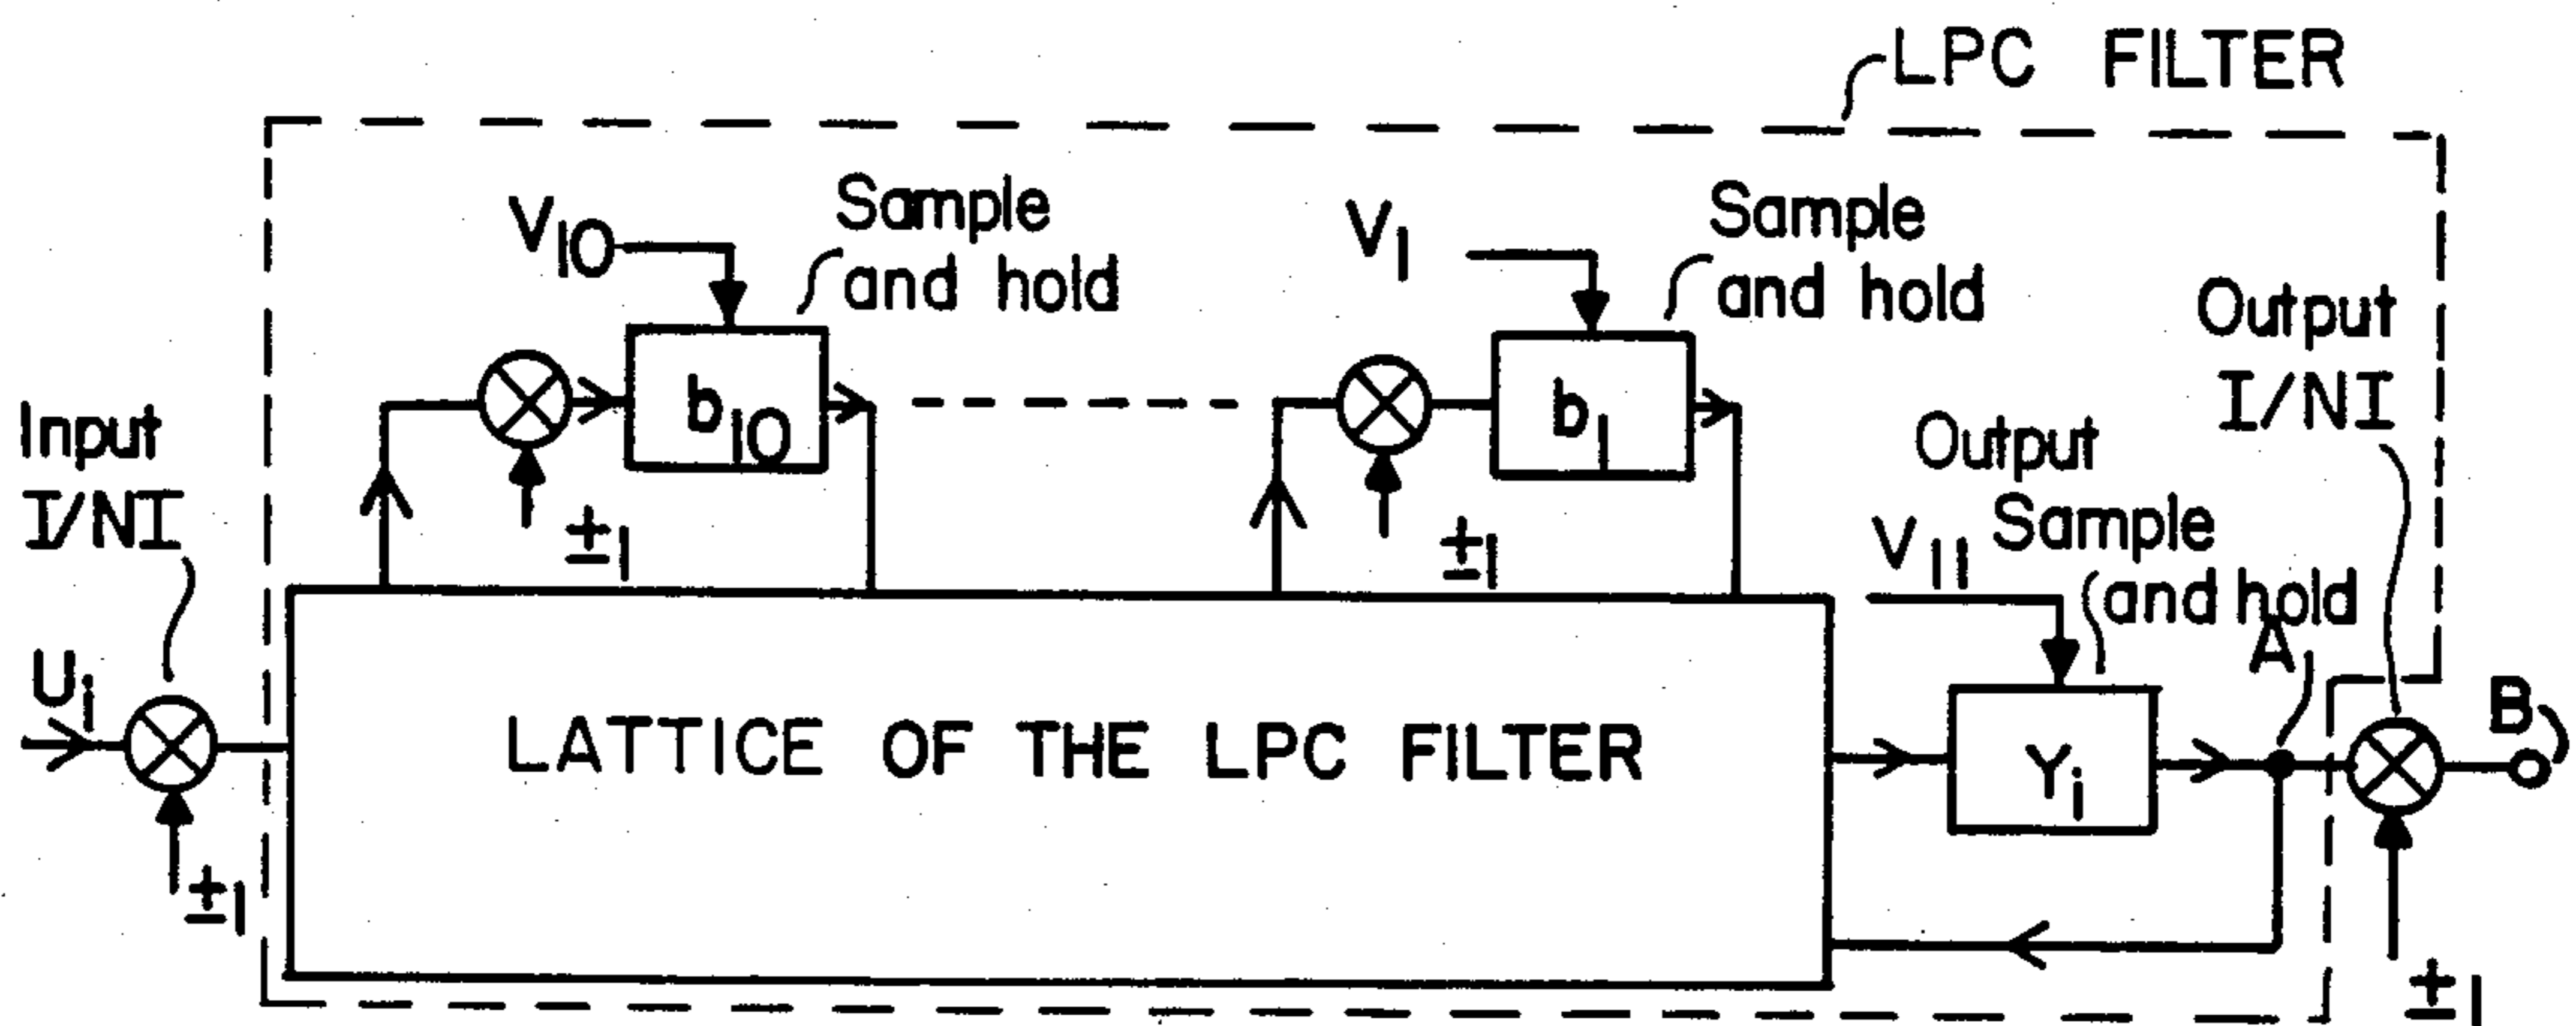 LPC FILTER
V10
Sample
and hold
V1
Sample
and hold
Output
I/NI
Input
I/NI
b10
b1
Output
Sample
and hold
±1
±1
V11
A
Ui
B
LATTICE OF THE LPC FILTER
Yi
±1
±1